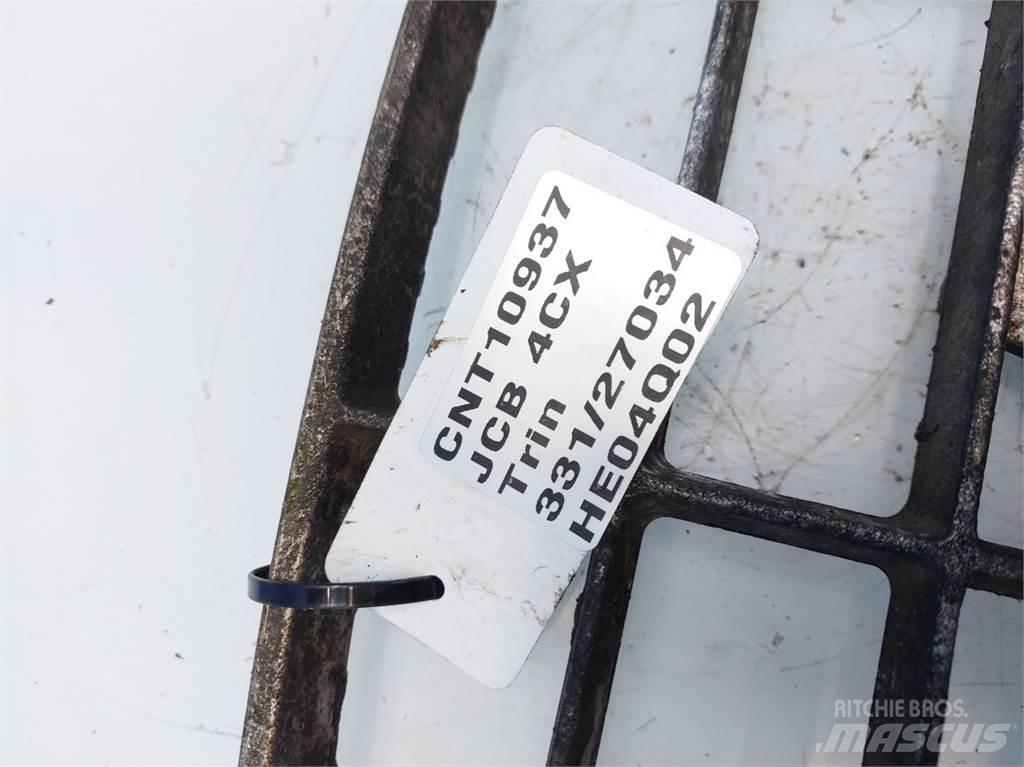 CNT10937
JCB 4CX
Trin
331/27034
HE04Q02
RITCHIE BROS.
MASCUS